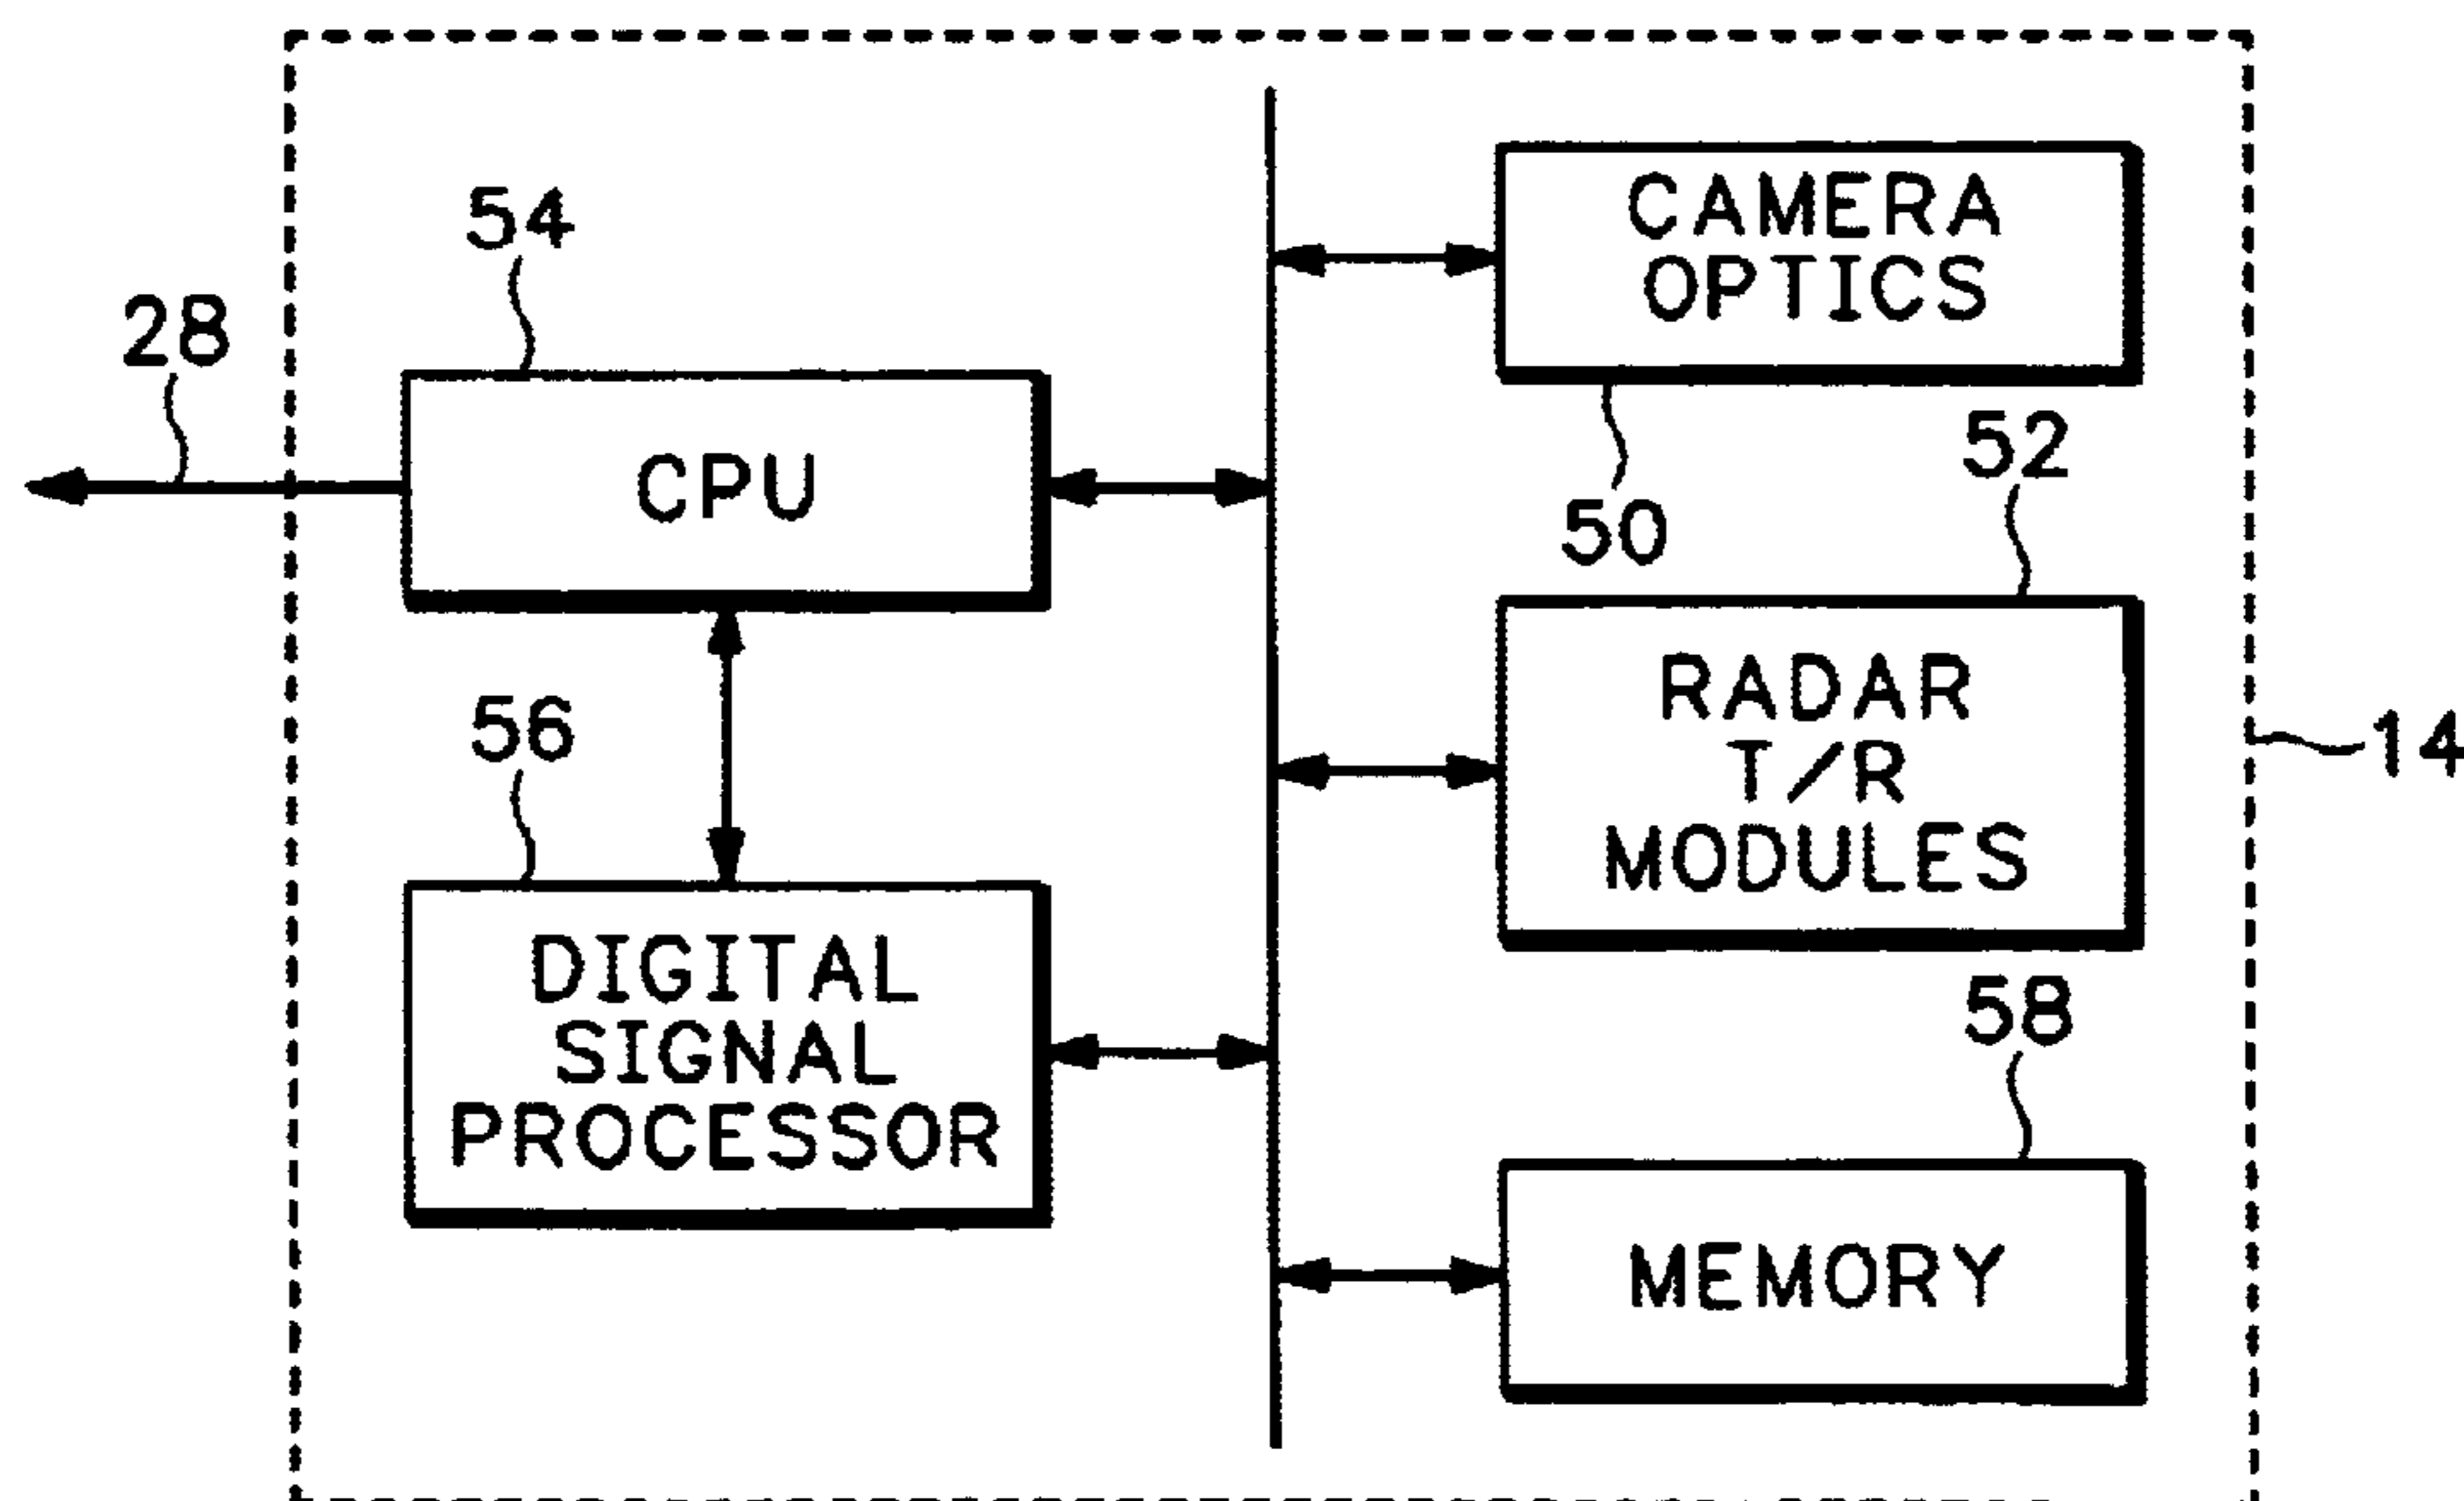 54
28
CPU
56
DIGITAL
SIGNAL
PROCESSOR
CAMERA
OPTICS
50
52
RADAR
T/R
MODULES
14
58
MEMORY